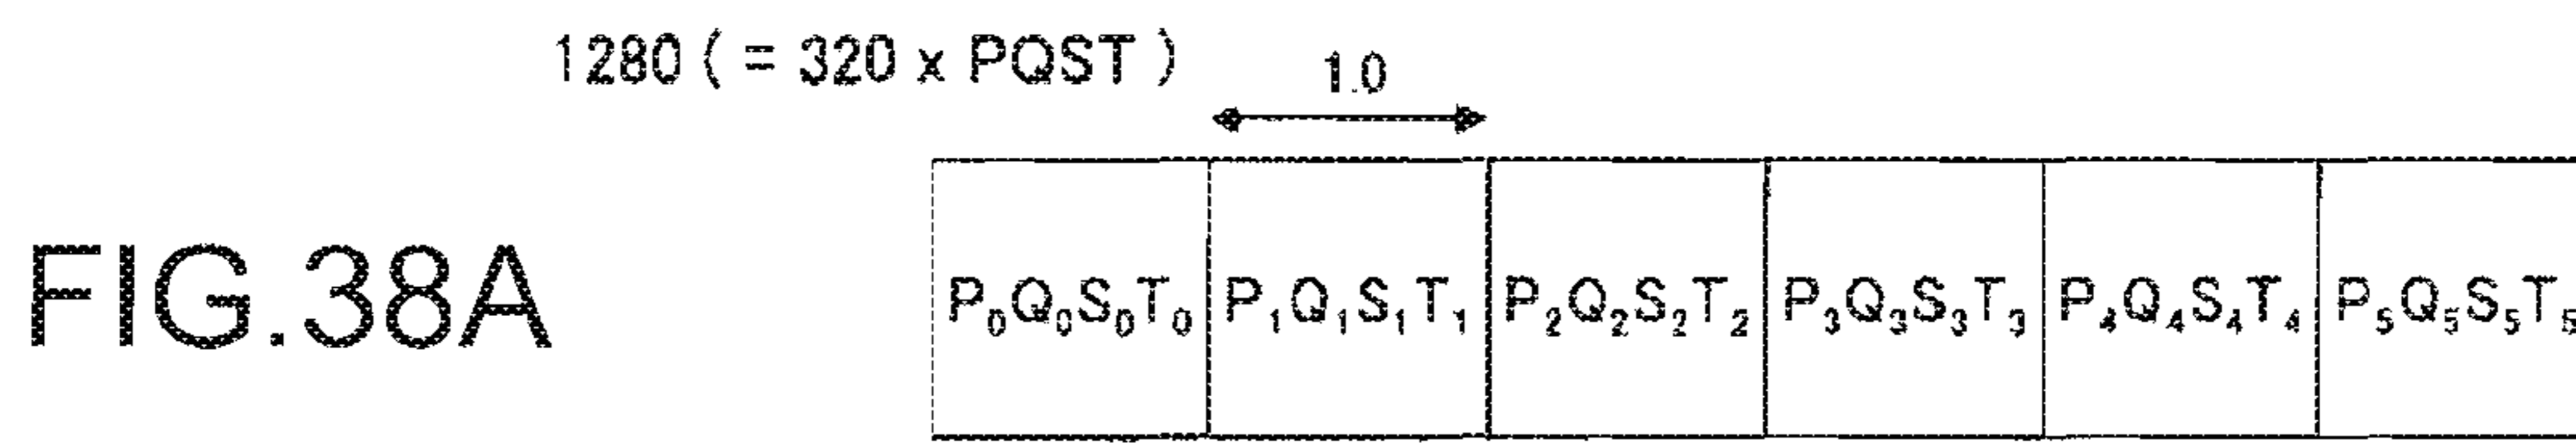 1280 ( = 320 x PQST )
1.0
FIG.38A
P₀Q₀S₀T₀ P₁Q₁S₁T₁ P₂Q₂S₂T₂ P₃Q₃S₃T₃ P₄Q₄S₄T₄ P₅Q₅S₅T₅